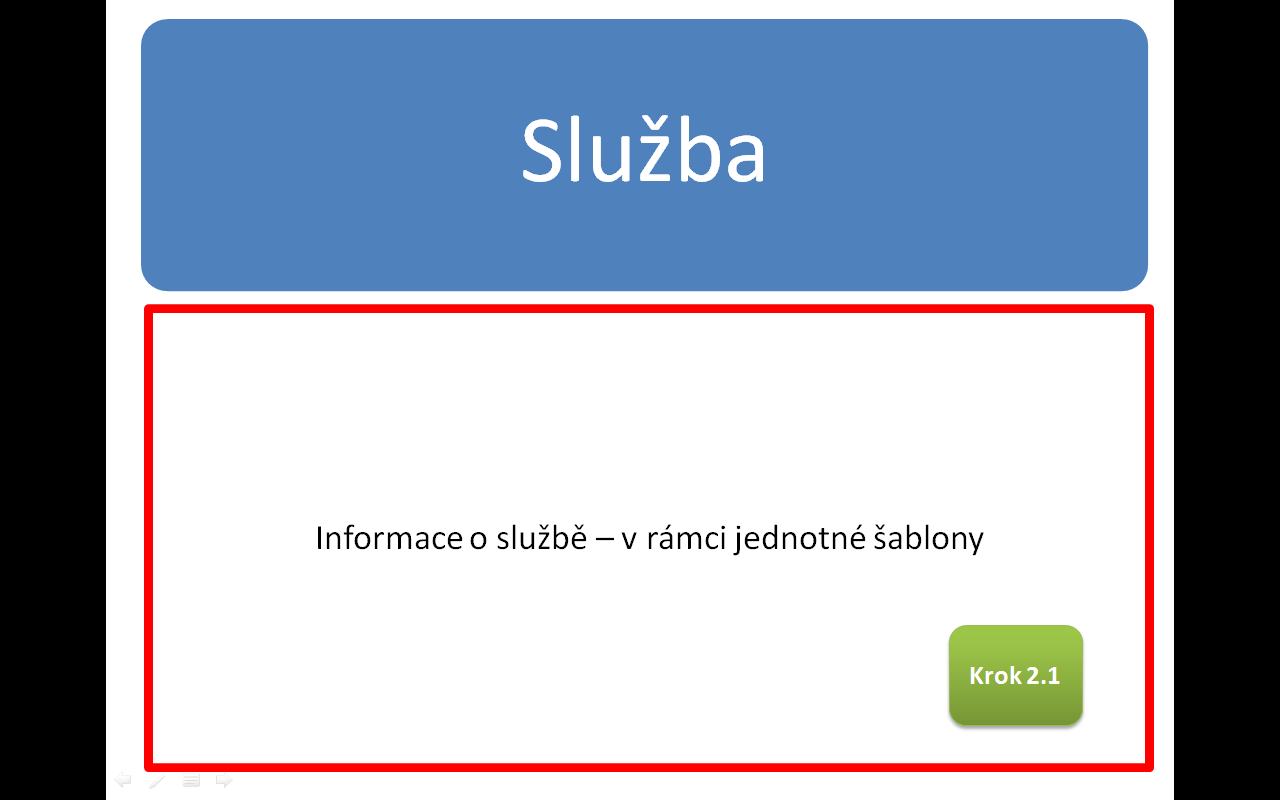 Služba
Informace o službě – v rámci jednotné šablony
Krok 2.1